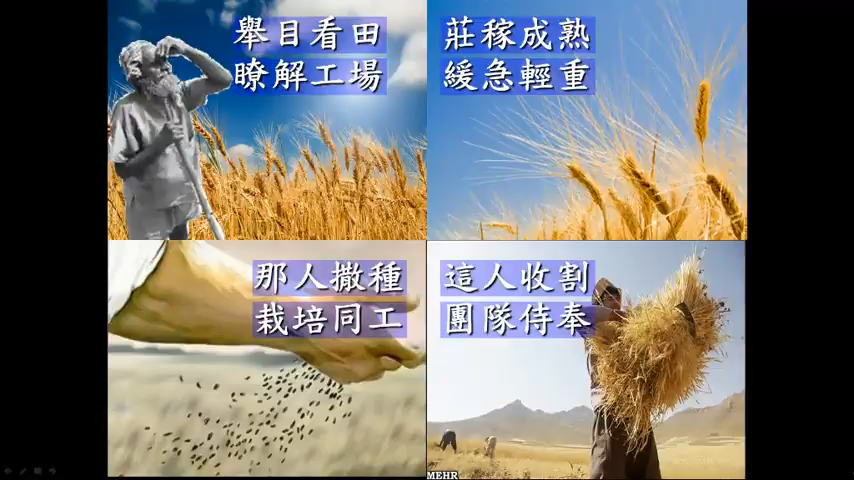 舉目看田
瞭解工場
莊稼成熟
緩急輕重
那人撒種
栽培同工
這人收割
團隊侍奉
MEHR